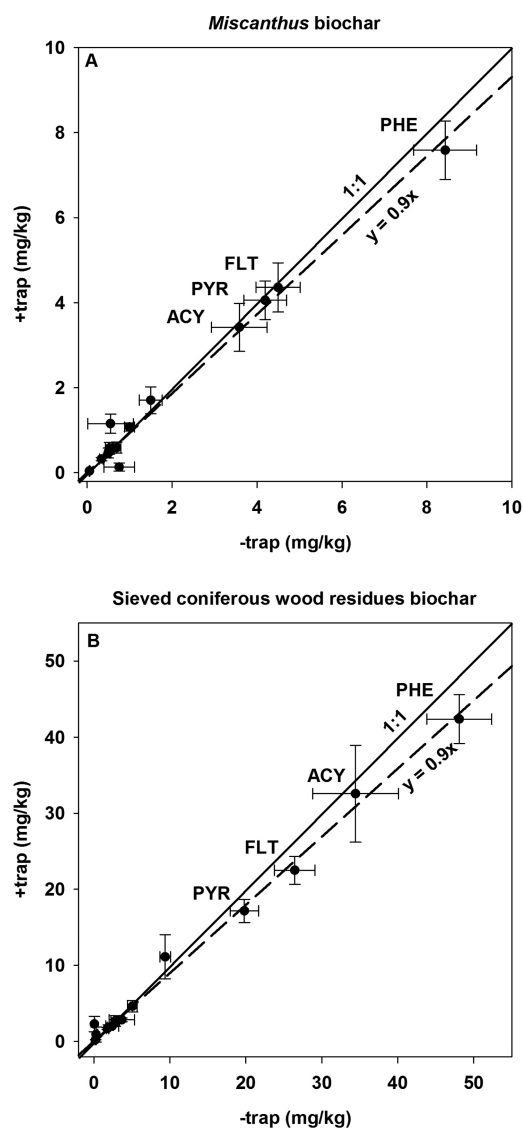 Miscanthus biochar
A
10
8
6
4
2
0
+trap (mg/kg)
PHE
1:1
y = 0.9x
FLT
PYR
ACY
0 2 4 6 8 10
-trap (mg/kg)
Sieved coniferous wood residues biochar
B
50
40
30
20
10
0
+trap (mg/kg)
PHE
1:1
y = 0.9x
ACY
FLT
PYR
0 10 20 30 40 50
-trap (mg/kg)